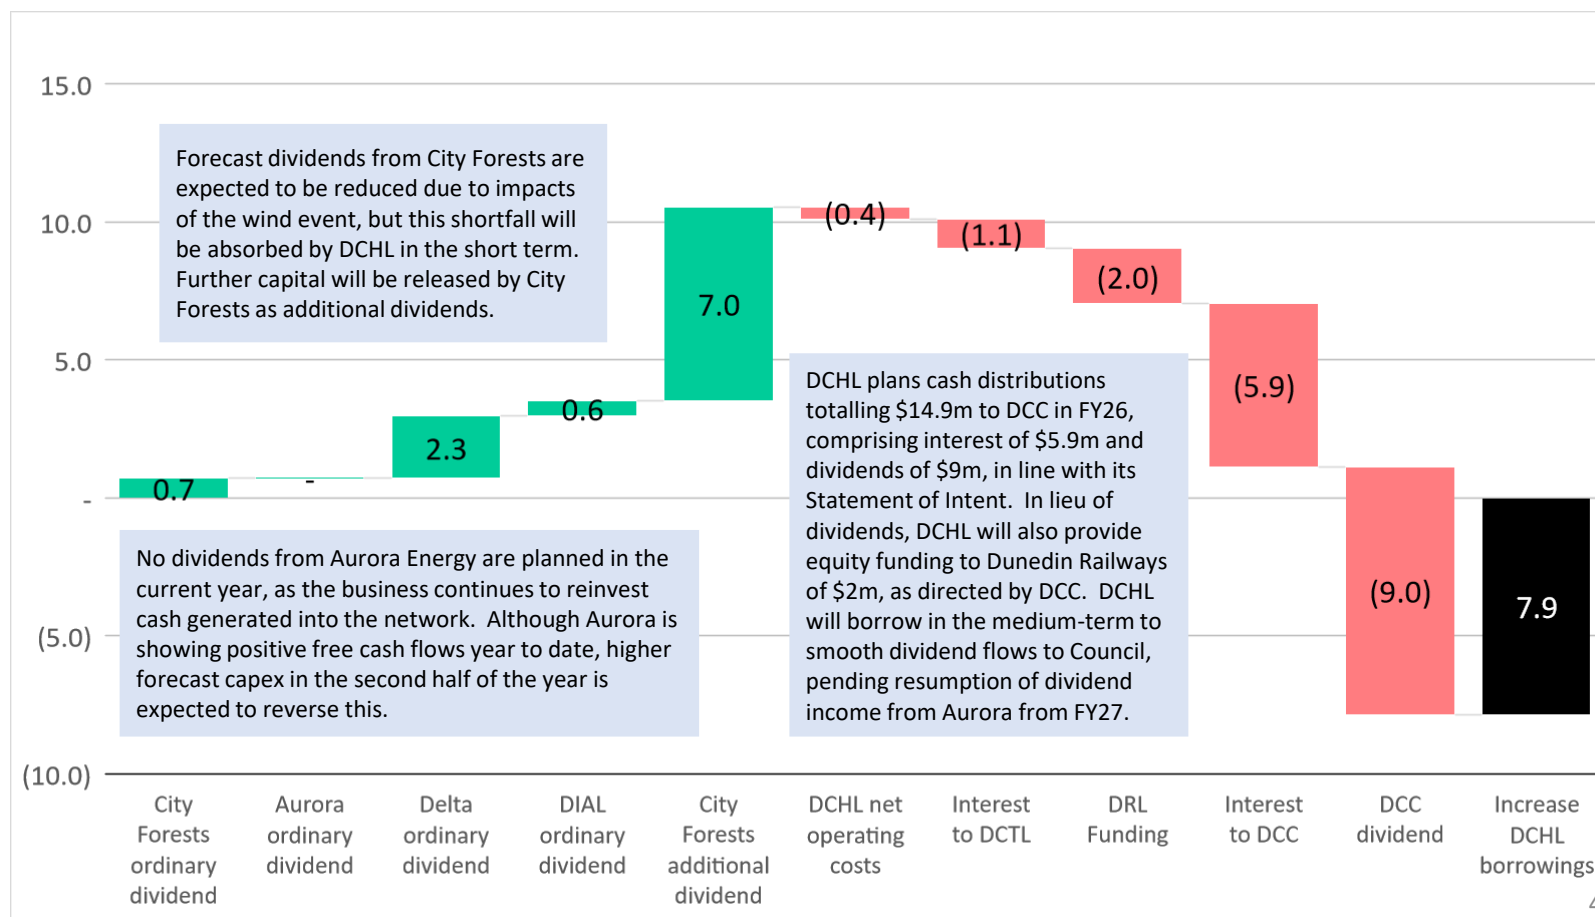 15.0
10.0
5.0
-
(5.0)
(10.0)
Forecast dividends from City Forests are
expected to be reduced due to impacts
of the wind event, but this shortfall will
be absorbed by DCHL in the short term.
Further capital will be released by City
Forests as additional dividends.
No dividends from Aurora Energy are planned in the
current year, as the business continues to reinvest
cash generated into the network.  Although Aurora is
showing positive free cash flows year to date, higher
forecast capex in the second half of the year is
expected to reverse this.
DCHL plans cash distributions
totalling $14.9m to DCC in FY26,
comprising interest of $5.9m and
dividends of $9m, in line with its
Statement of Intent.  In lieu of
dividends, DCHL will also provide
equity funding to Dunedin Railways
of $2m, as directed by DCC.  DCHL
will borrow in the medium-term to
smooth dividend flows to Council,
pending resumption of dividend
income from Aurora from FY27.
0.7
-
2.3
0.6
7.0
(0.4)
(1.1)
(2.0)
(5.9)
(9.0)
7.9
City
Forests
ordinary
dividend
Aurora
ordinary
dividend
Delta
ordinary
dividend
DIAL
ordinary
dividend
City
Forests
additional
dividend
DCHL net
operating
costs
Interest
to DCTL
DRL
Funding
Interest
to DCC
DCC
dividend
Increase
DCHL
borrowings